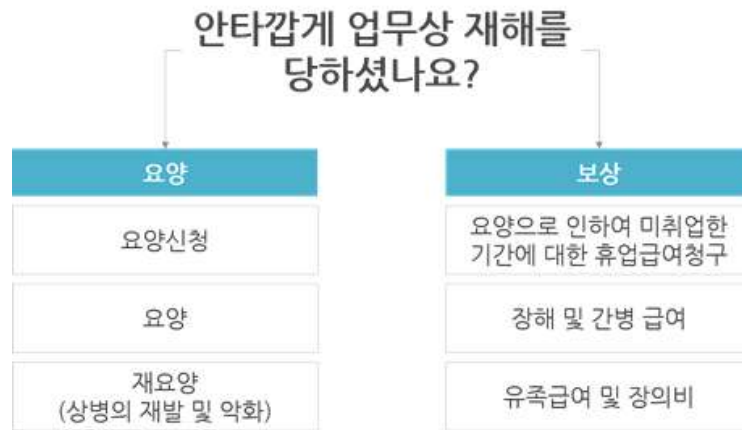 안타깝게 업무상 재해를
당하셨나요?
요양
요양신청
요양
재요양
(상병의 재발 및 악화)
보상
요양으로 인하여 미취업한
기간에 대한 휴업급여청구
장해 및 간병 급여
유족급여 및 장의비